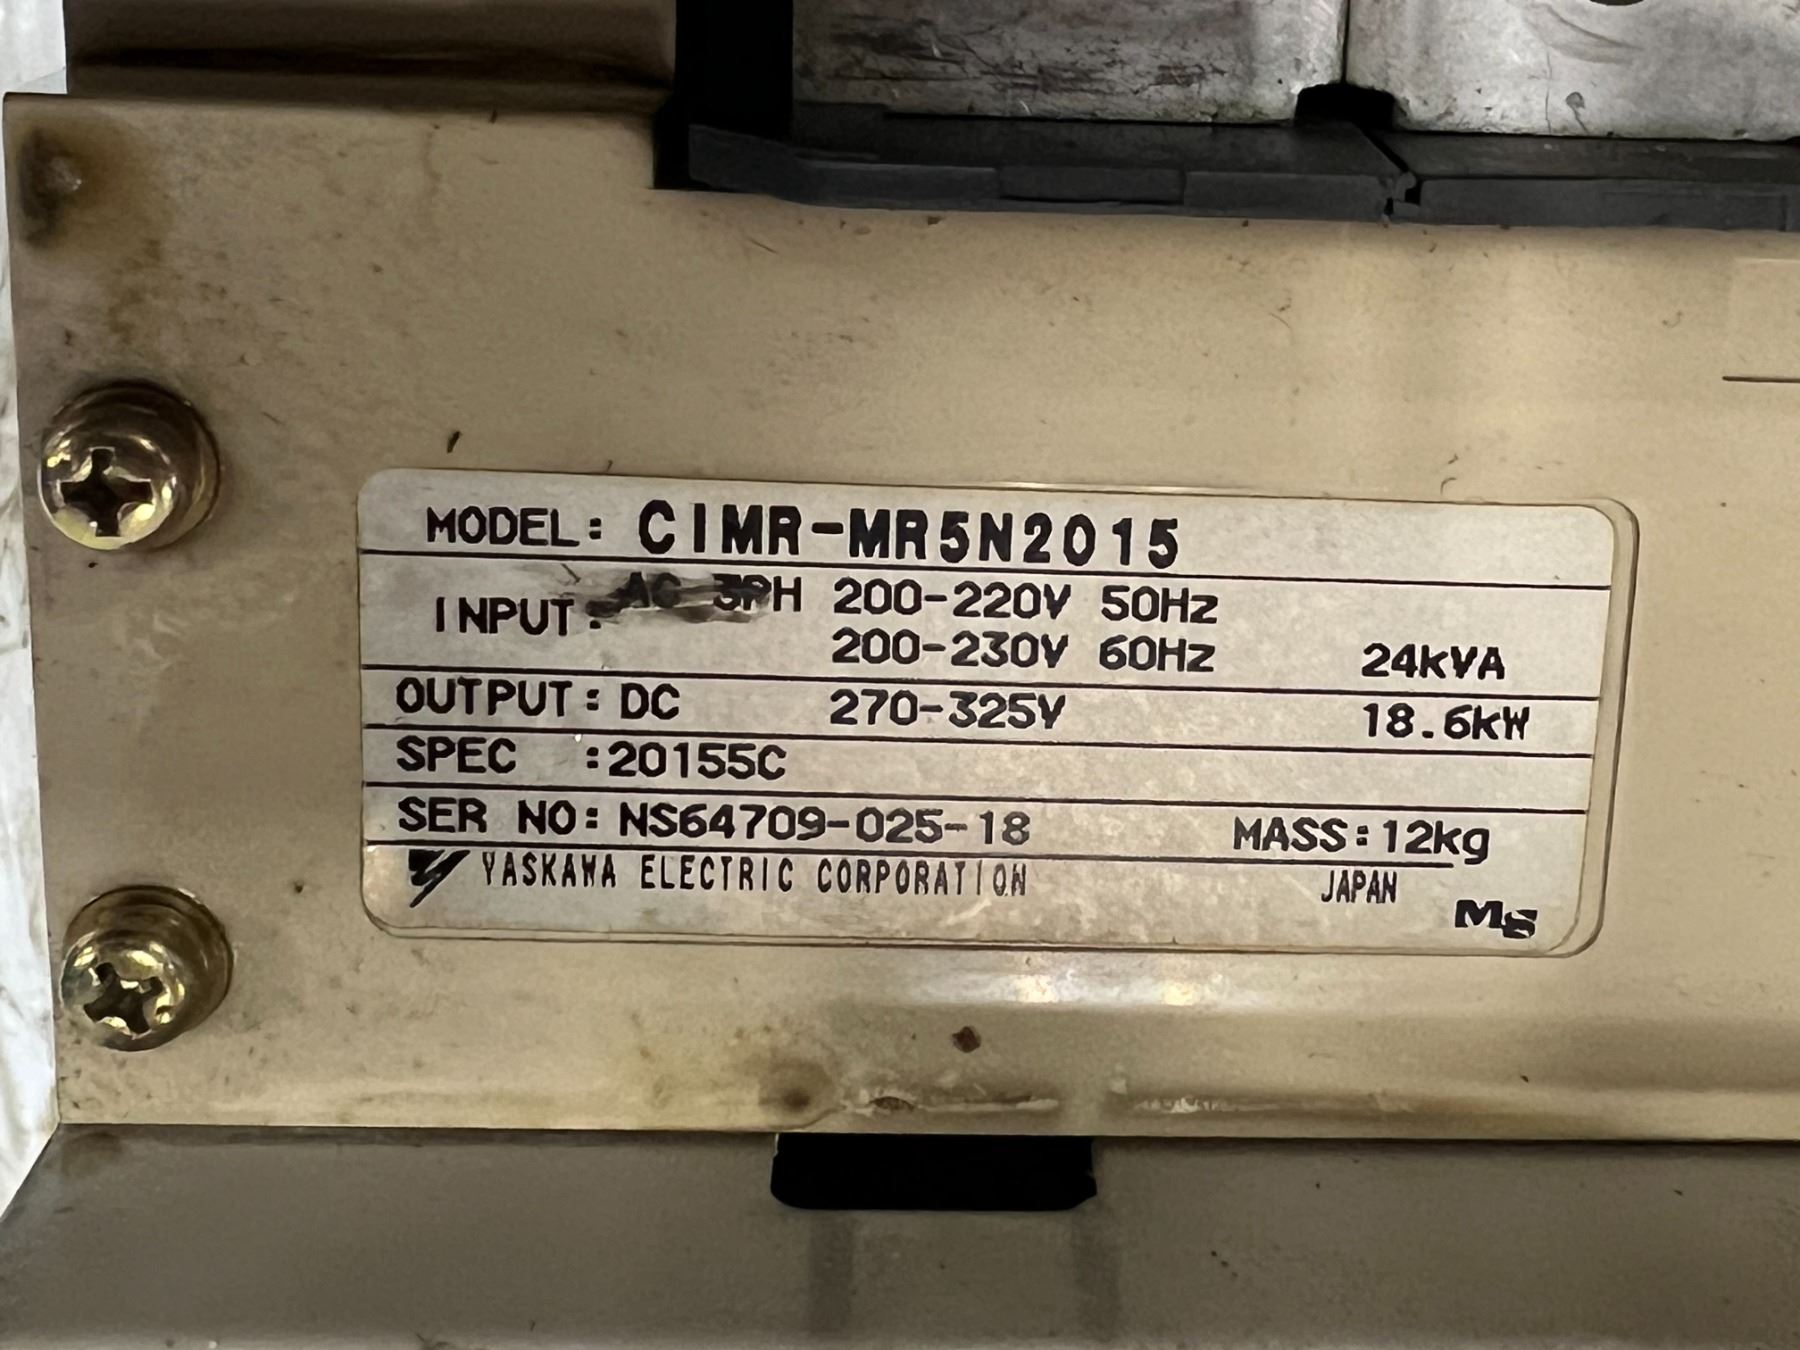 MODEL: CIMR-MR5N2015
INPUT: AC 3PH 200-220V 50Hz
200-230V 60Hz 24kVA
OUTPUT: DC 270-325V 18.6kW
SPEC :20155C
SER NO: NS64709-025-18 MASS:12kg
YASKAWA ELECTRIC CORPORATION JAPAN